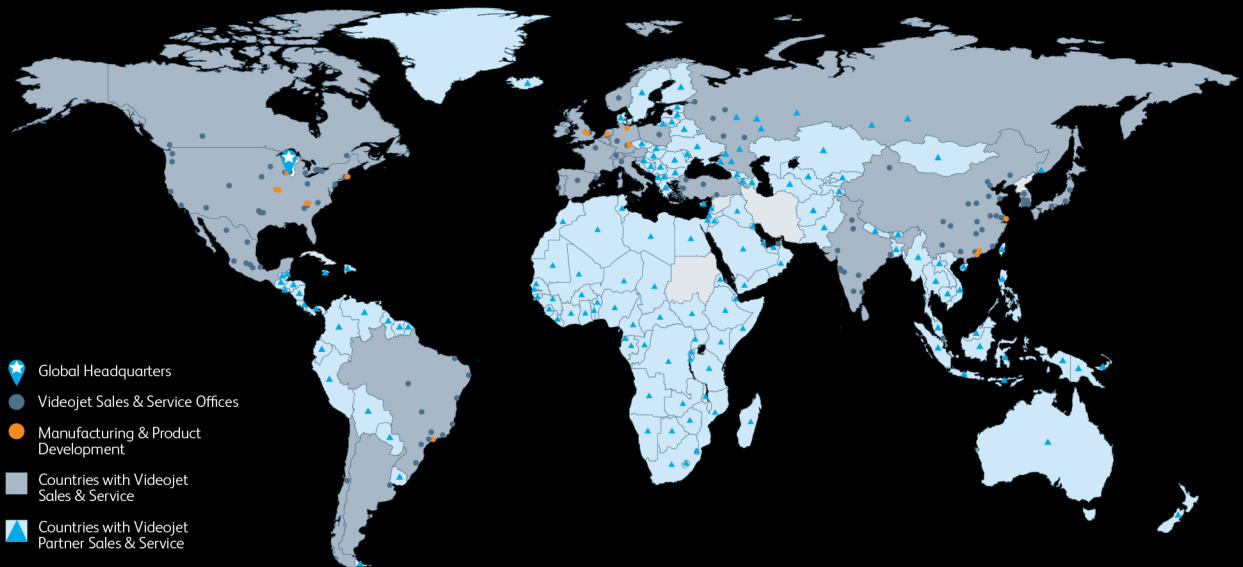 Global Headquarters
Videojet Sales & Service Offices
Manufacturing & Product
Development
Countries with Videojet
Sales & Service
Countries with Videojet
Partner Sales & Service